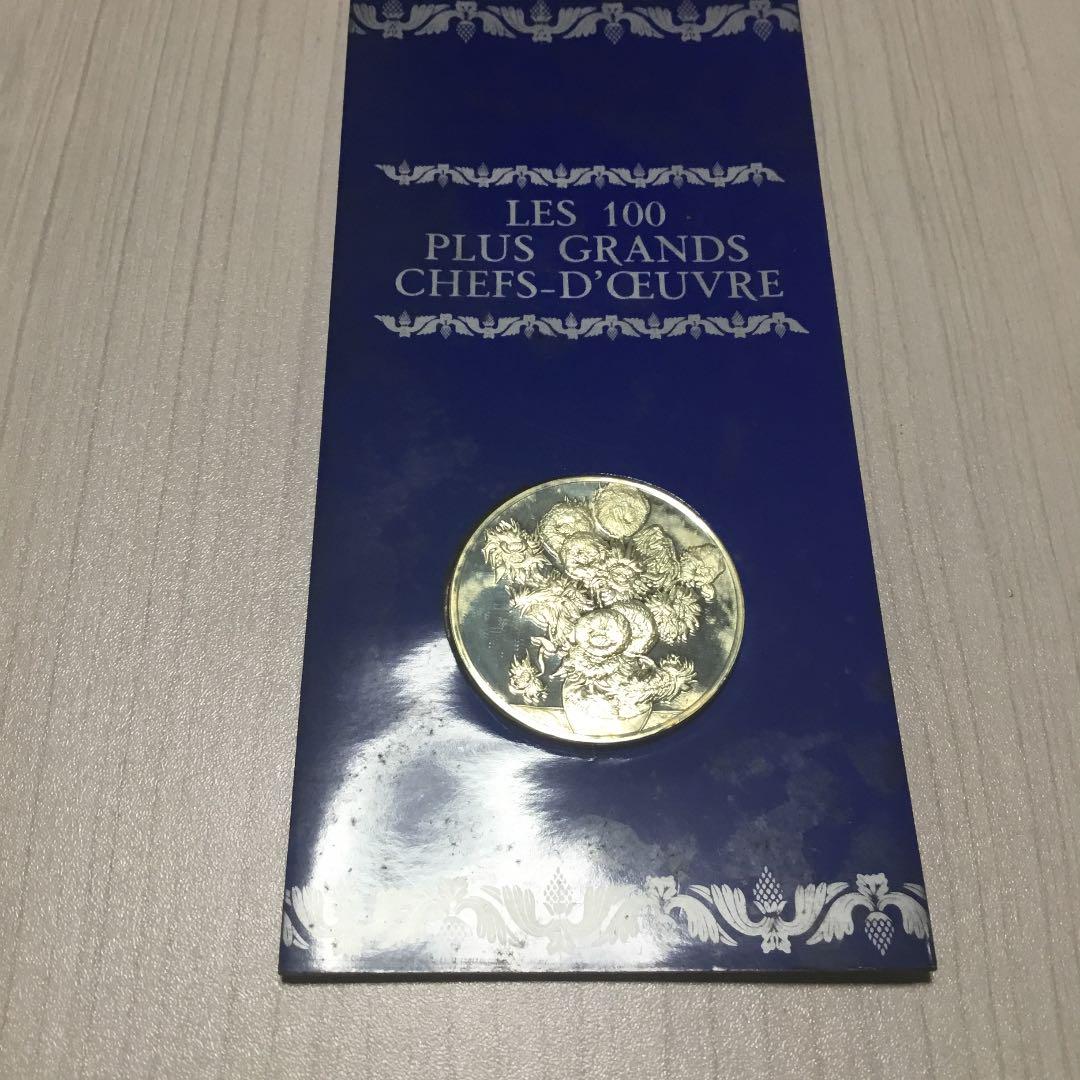 LES 100
PLUS GRANDS
CHEFS-D'ŒUVRE